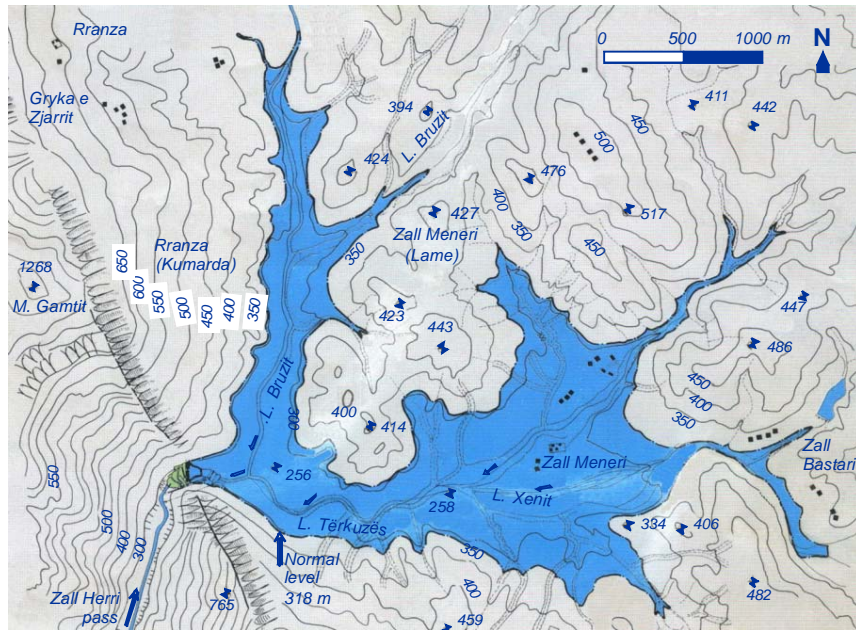 Rranza
0 500 1000 m
N
Gryka e
Zjarrit
394
L. Bruzit
411
442
450
500
424
476
400
350
517
427
Zall Meneri
(Lame)
350
450
Rranza
(Kumarda)
650
600
550
500
450
400
350
1268
M. Gamtit
423
443
447
486
450
400
350
L. Bruzit
300
400
414
256
Zall Meneri
L. Xenit
258
Zall
Bastari
550
500
400
300
L. Tërkuzës
334
406
350
Normal
level
318 m
400
Zall Herri
pass
765
459
482